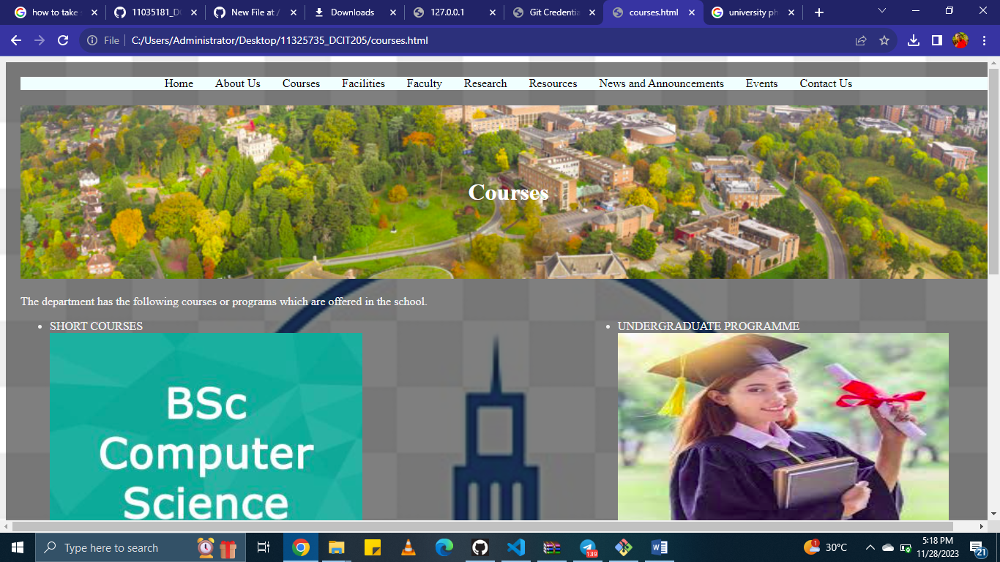 how to take
11035181_D
New File at /
Downloads
127.0.0.1
Git Credentia
courses.html
university ph
File
C:/Users/Administrator/Desktop/11325735_DCIT205/courses.html
Home About Us Courses Facilities Faculty Research Resources News and Announcements Events Contact Us
Courses
The department has the following courses or programs which are offered in the school.
SHORT COURSES
UNDERGRADUATE PROGRAMME
BSc
Computer
Science
Type here to search
139
1
30°C
5:18 PM
11/28/2023
21